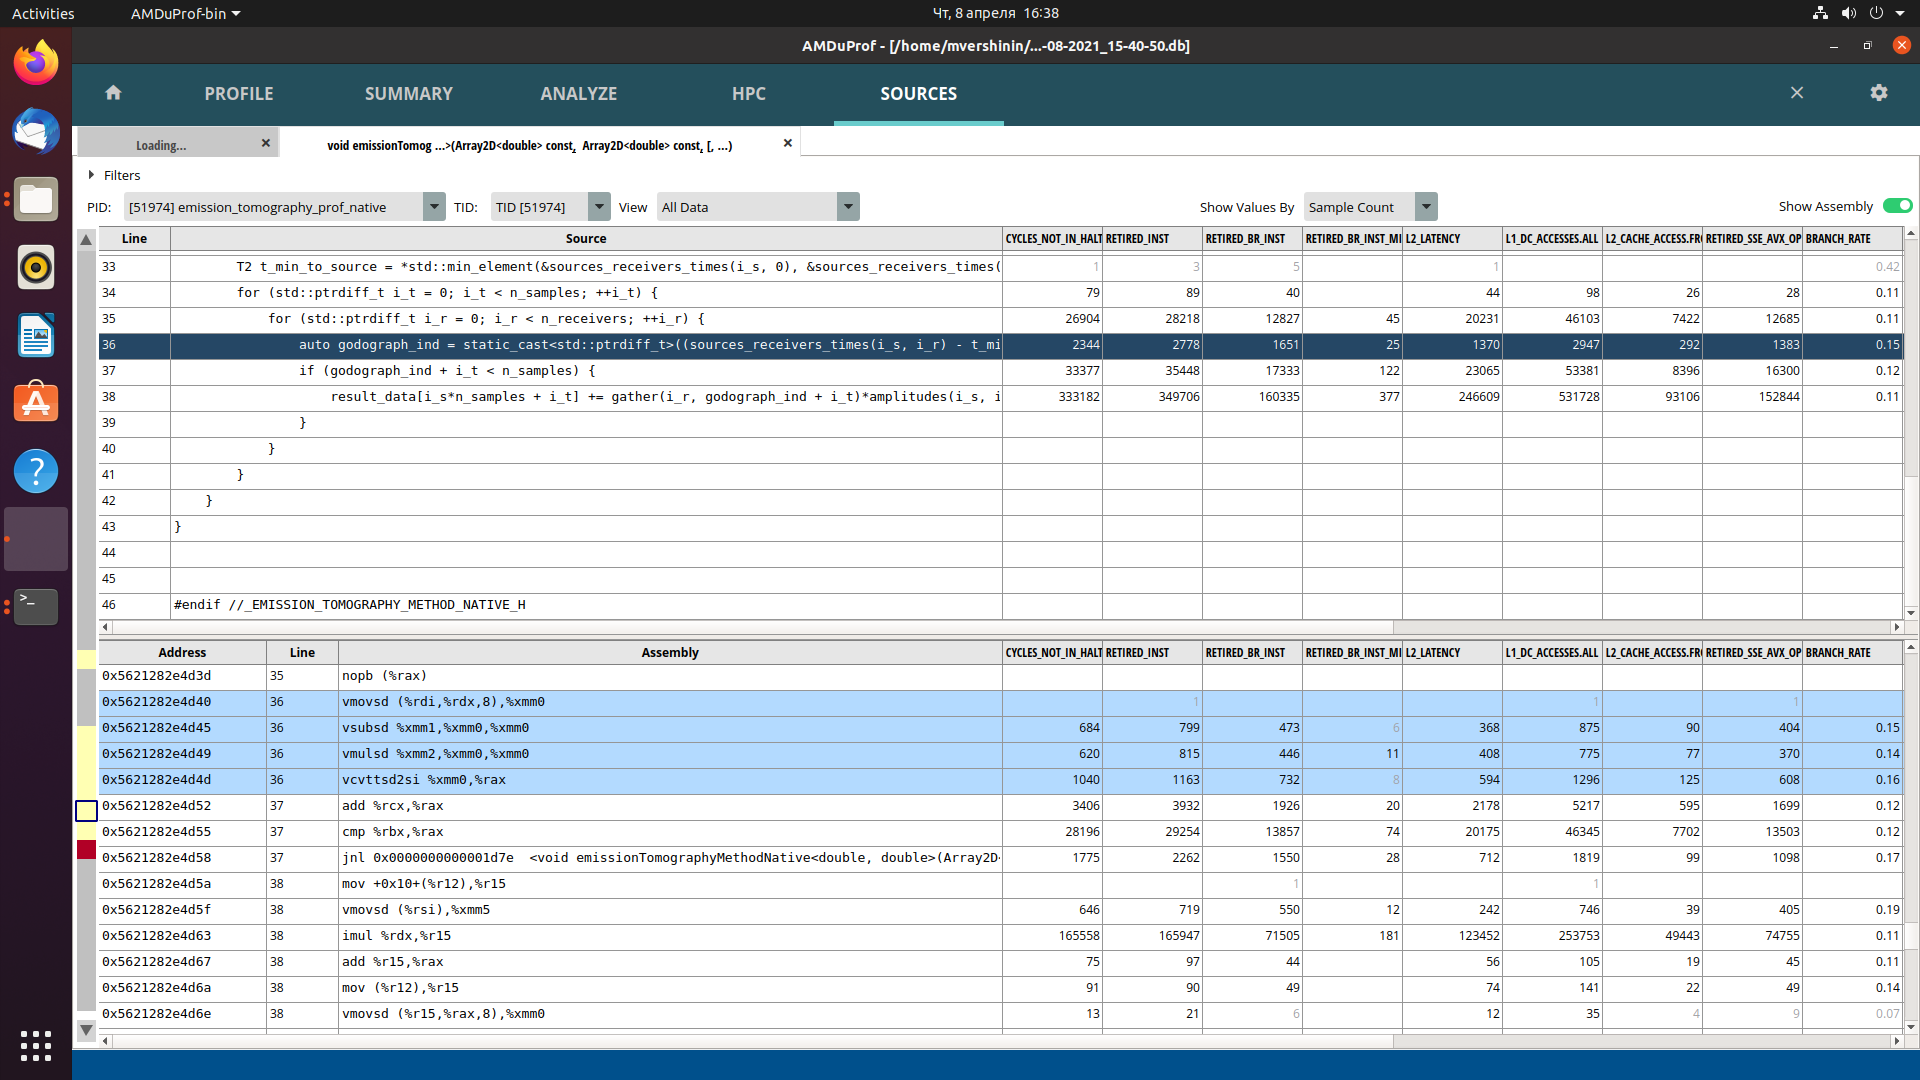 Activities AMDuProf-bin Чт, 8 апреля 16:38
AMDuProf - [/home/mvershinin/...-08-2021_15-40-50.db]
PROFILE SUMMARY ANALYZE HPC SOURCES
Loading... void emissionTomog ...>(Array2D<double> const, Array2D<double> const, [, ...)
Filters
PID: [51974] emission_tomography_prof_native TID: TID [51974] View All Data Show Values By Sample Count Show Assembly
Line Source CYCLES_NOT_IN_HALT RETIRED_INST RETIRED_BR_INST RETIRED_BR_INST_MI L2_LATENCY L1_DC_ACCESSES.ALL L2_CACHE_ACCESS.FRO RETIRED_SSE_AVX_OP BRANCH_RATE
33 T2 t_min_to_source = *std::min_element(&sources_receivers_times(i_s, 0), &sources_receivers_times( 1 3 5 1 0.42
34 for (std::ptrdiff_t i_t = 0; i_t < n_samples; ++i_t) { 79 89 40 44 98 26 28 0.11
35 for (std::ptrdiff_t i_r = 0; i_r < n_receivers; ++i_r) { 26904 28218 12827 45 20231 46103 7422 12685 0.11
36 auto godograph_ind = static_cast<std::ptrdiff_t>((sources_receivers_times(i_s, i_r) - t_mi 2344 2778 1651 25 1370 2947 292 1383 0.15
37 if (godograph_ind + i_t < n_samples) { 33377 35448 17333 122 23065 53381 8396 16300 0.12
38 result_data[i_s*n_samples + i_t] += gather(i_r, godograph_ind + i_t)*amplitudes(i_s, i 333182 349706 160335 377 246609 531728 93106 152844 0.11
39 }
40 }
41 }
42 }
43 }
44
45
46 #endif //_EMISSION_TOMOGRAPHY_METHOD_NATIVE_H
Address Line Assembly CYCLES_NOT_IN_HALT RETIRED_INST RETIRED_BR_INST RETIRED_BR_INST_MI L2_LATENCY L1_DC_ACCESSES.ALL L2_CACHE_ACCESS.FRO RETIRED_SSE_AVX_OP BRANCH_RATE
0x5621282e4d3d 35 nopb (%rax)
0x5621282e4d40 36 vmovsd (%rdi,%rdx,8),%xmm0 1 1 1
0x5621282e4d45 36 vsubsd %xmm1,%xmm0,%xmm0 684 799 473 6 368 875 90 404 0.15
0x5621282e4d49 36 vmulsd %xmm2,%xmm0,%xmm0 620 815 446 11 408 775 77 370 0.14
0x5621282e4d4d 36 vcvttsd2si %xmm0,%rax 1040 1163 732 8 594 1296 125 608 0.16
0x5621282e4d52 37 add %rcx,%rax 3406 3932 1926 20 2178 5217 595 1699 0.12
0x5621282e4d55 37 cmp %rbx,%rax 28196 29254 13857 74 20175 46345 7702 13503 0.12
0x5621282e4d58 37 jnl 0x0000000000001d7e <void emissionTomographyMethodNative<double, double>(Array2D< 1775 2262 1550 28 712 1819 99 1098 0.17
0x5621282e4d5a 38 mov +0x10+(%r12),%r15 1 1
0x5621282e4d5f 38 vmovsd (%rsi),%xmm5 646 719 550 12 242 746 39 405 0.19
0x5621282e4d63 38 imul %rdx,%r15 165558 165947 71505 181 123452 253753 49443 74755 0.11
0x5621282e4d67 38 add %r15,%rax 75 97 44 56 105 19 45 0.11
0x5621282e4d6a 38 mov (%r12),%r15 91 90 49 74 141 22 49 0.14
0x5621282e4d6e 38 vmovsd (%r15,%rax,8),%xmm0 13 21 6 12 35 4 9 0.07